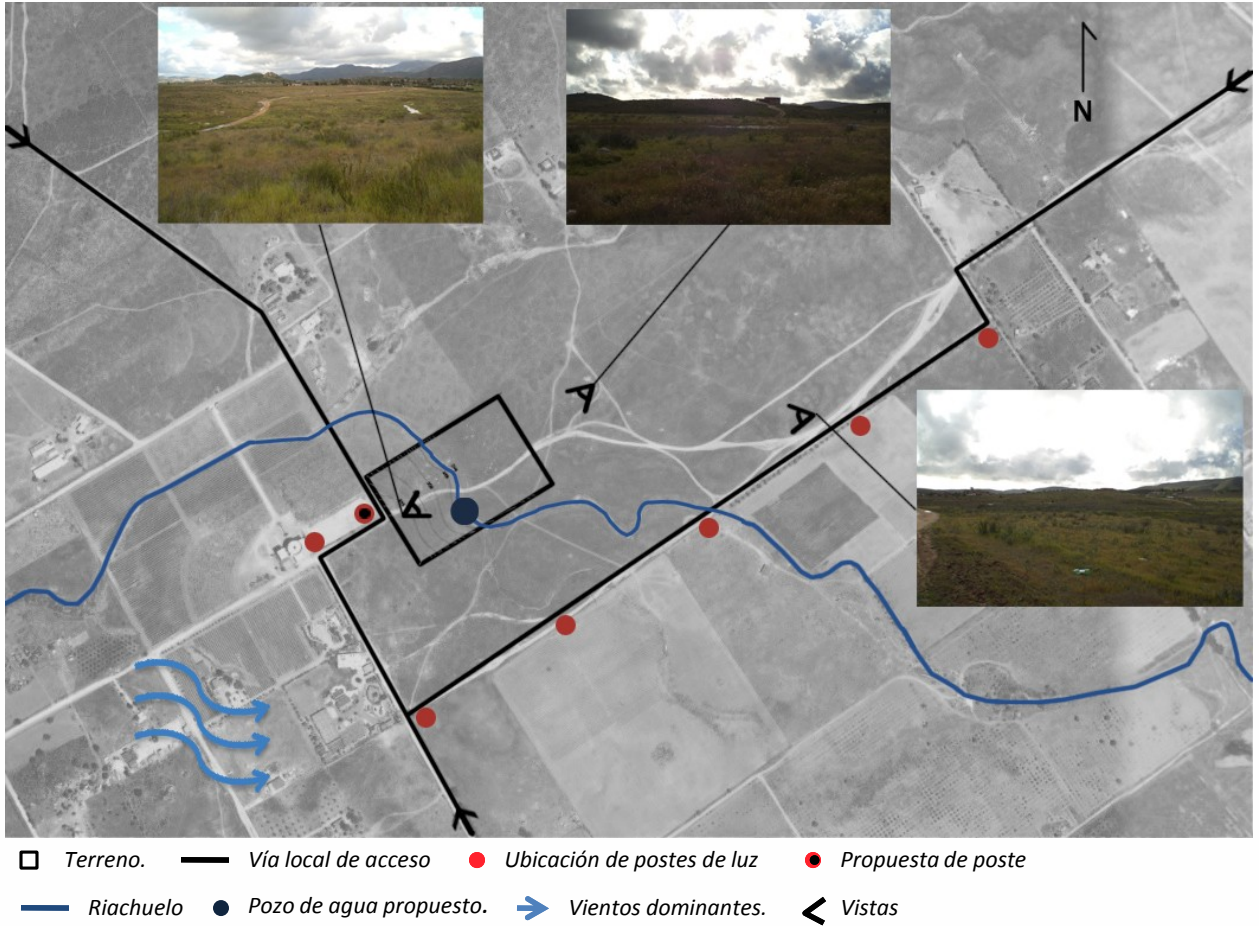 N
Terreno. Vía local de acceso Ubicación de postes de luz Propuesta de poste
Riachuelo Pozo de agua propuesto. Vientos dominantes. Vistas